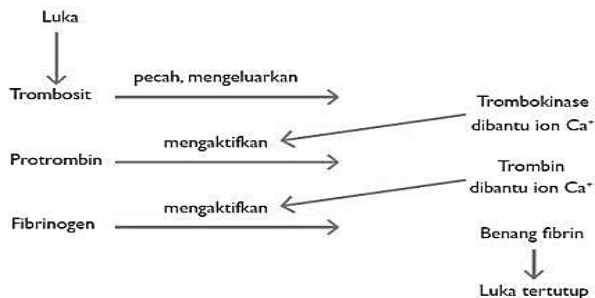 Luka
pecah, mengeluarkan
Trombosit
Trombokinase
dibantu ion Ca⁺
mengaktifkan
Protrombin
Trombin
dibantu ion Ca⁺
mengaktifkan
Fibrinogen
Benang fibrin
Luka tertutup